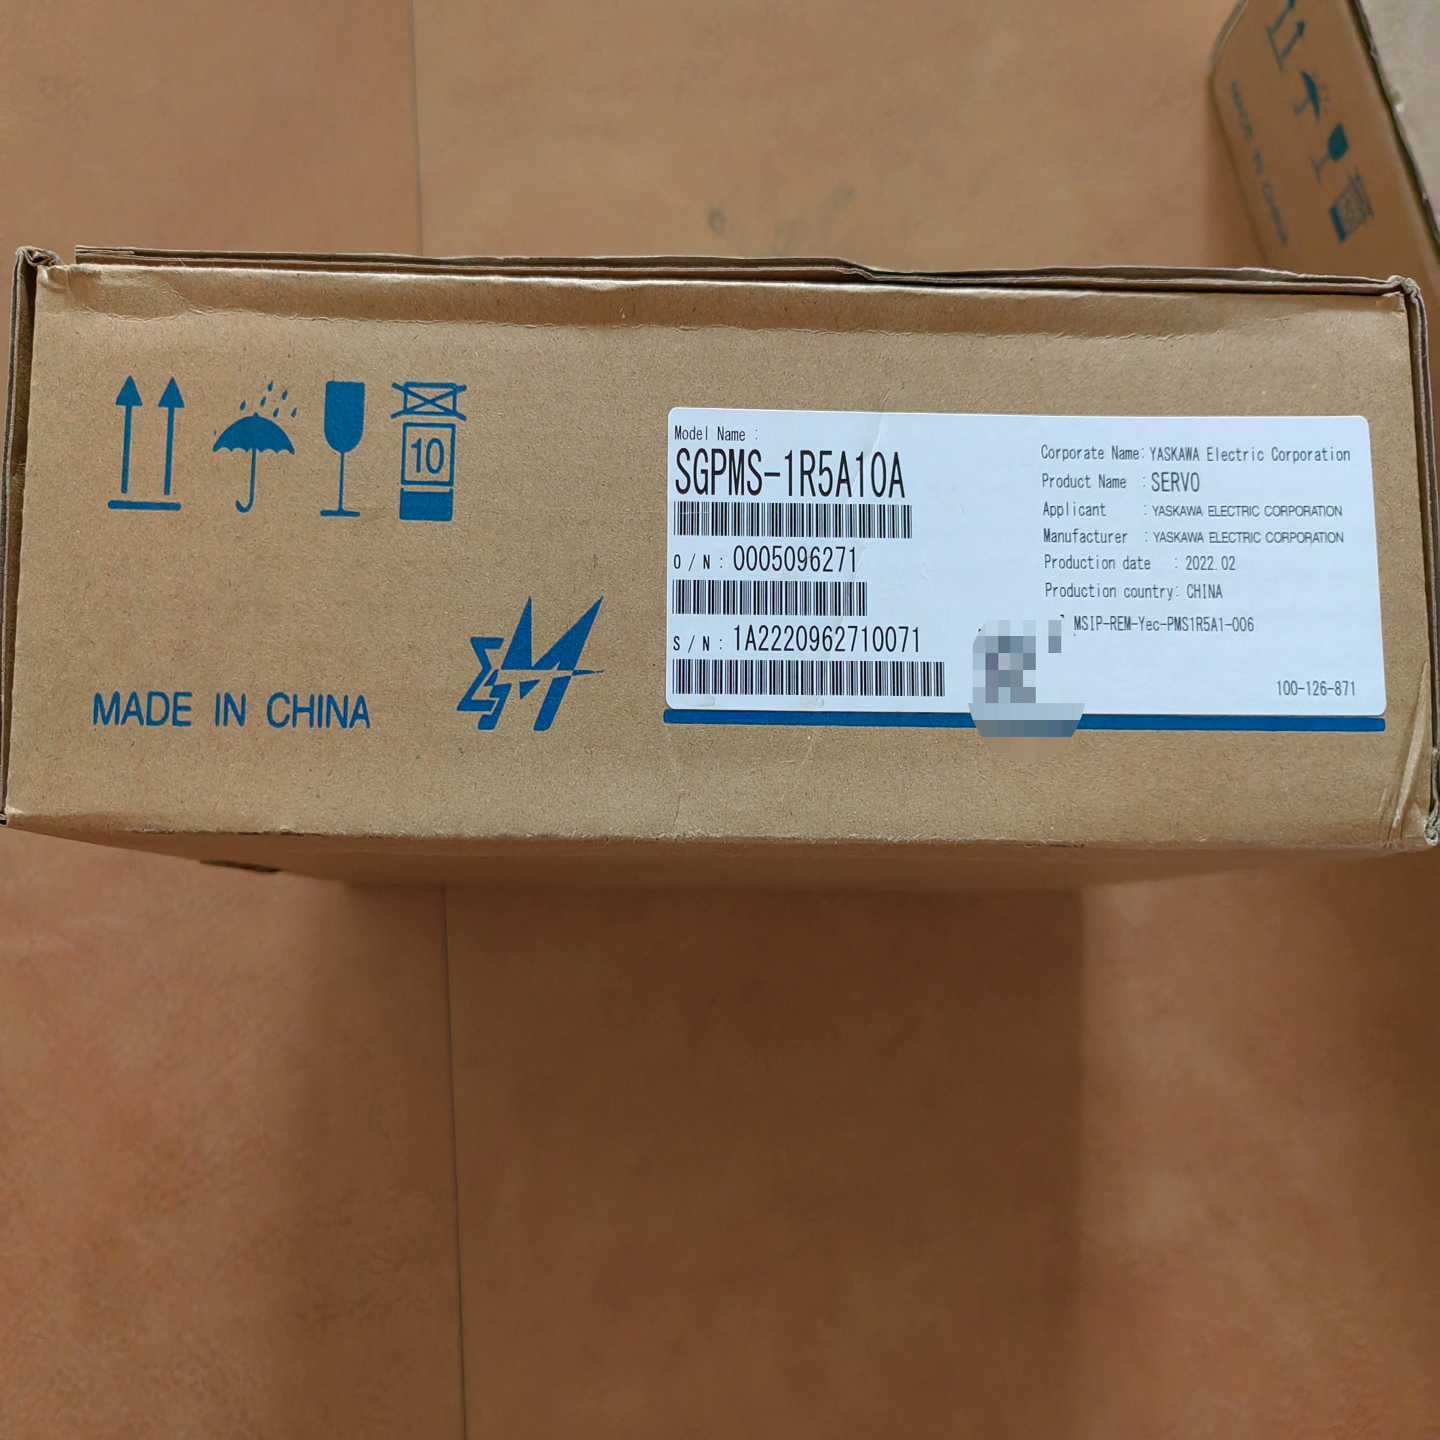 10
MADE IN CHINA
Model Name :
SGPMS-1R5A10A
O/N: 0005096271
S/N: 1A2220962710071
Corporate Name: YASKAWA Electric Corporation
Product Name : SERVO
Applicant : YASKAWA ELECTRIC CORPORATION
Manufacturer : YASKAWA ELECTRIC CORPORATION
Production date : 2022.02
Production country: CHINA
MSIP-REM-Yec-PMS1R5A1-006
100-126-871